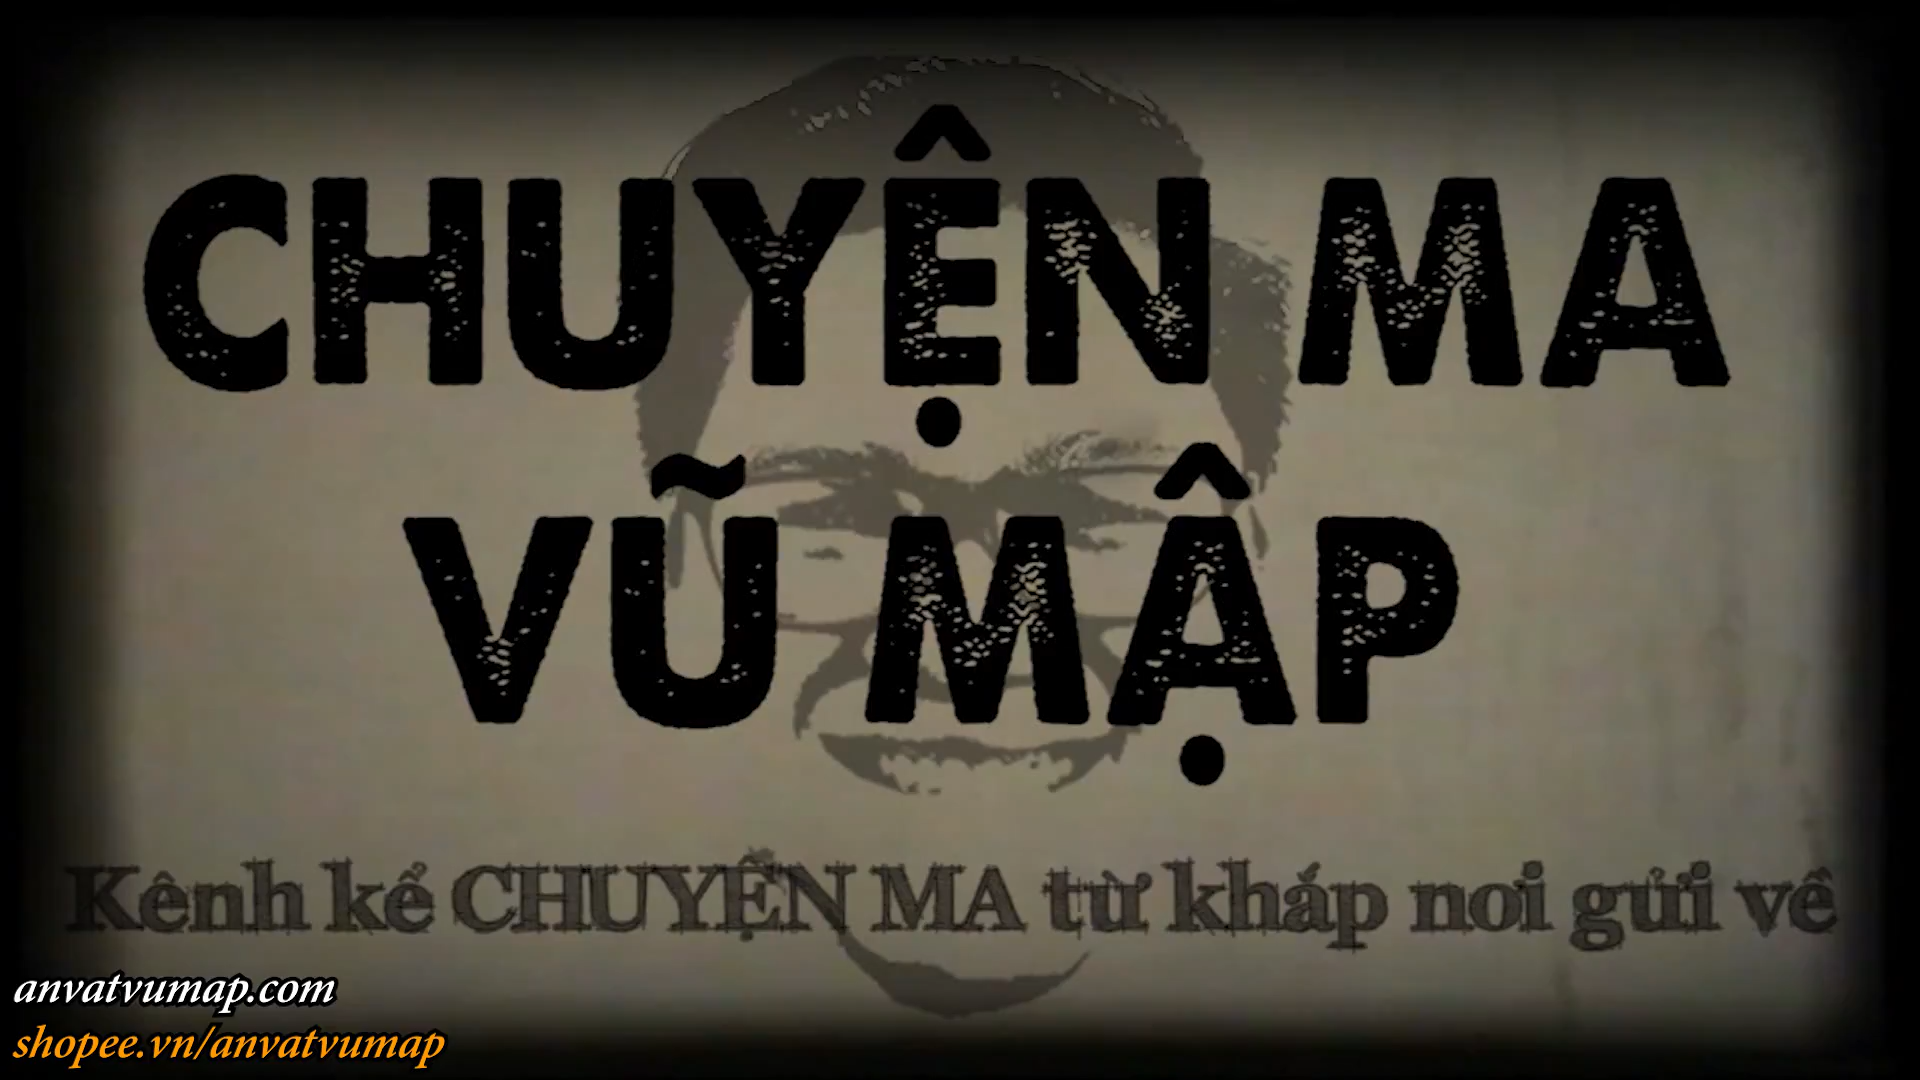 CHUYỆN MA
VŨ MẬP
Kênh kể CHUYỆN MA từ khắp nơi gửi về
anvatvumap.com
shopee.vn/anvatvumap